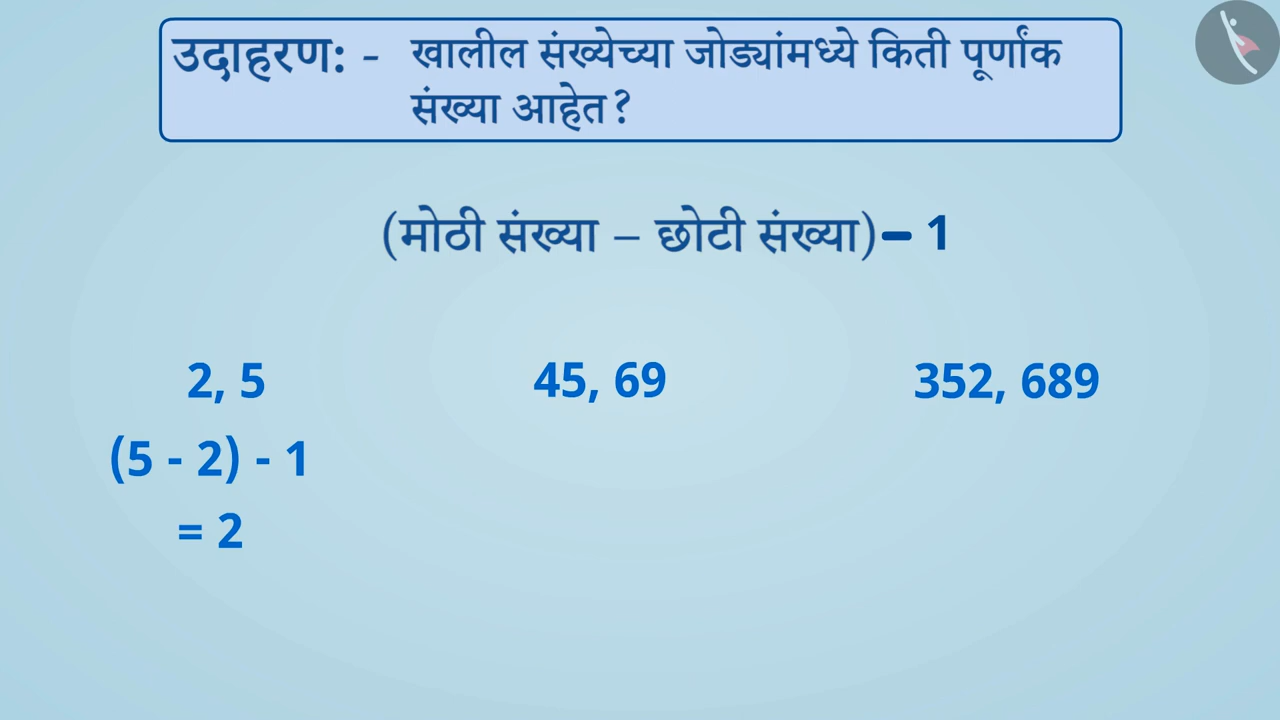 उदाहरण: - खालील संख्येच्या जोड्यांमध्ये किती पूर्णांक
संख्या आहेत?
(मोठी संख्या – छोटी संख्या) – 1
2, 5
45, 69
352, 689
(5 - 2) - 1
= 2